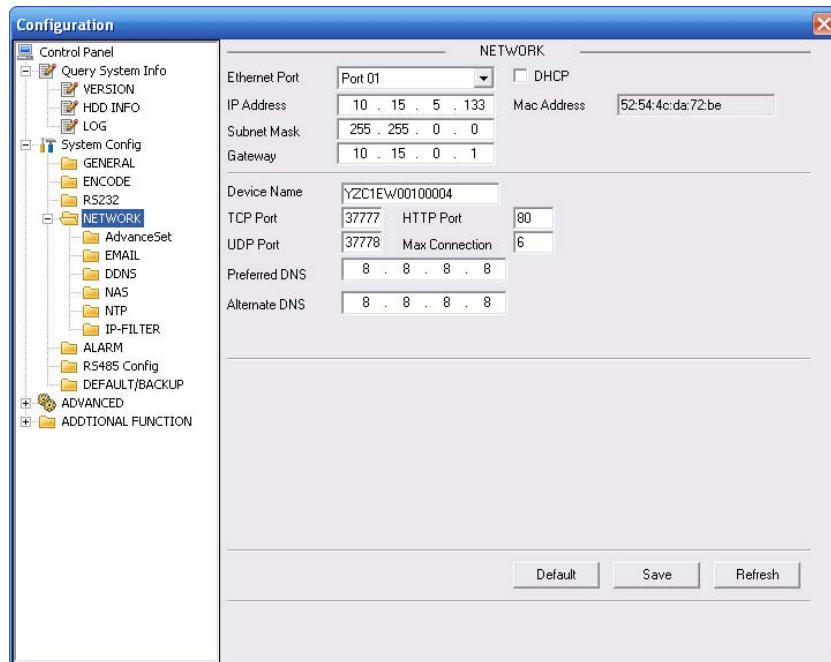 Configuration
Control Panel
Query System Info
VERSION
HDD INFO
LOG
System Config
GENERAL
ENCODE
RS232
NETWORK
AdvanceSet
EMAIL
DDNS
NAS
NTP
IP-FILTER
ALARM
RS485 Config
DEFAULT/BACKUP
ADVANCED
ADDTIONAL FUNCTION
NETWORK
Ethernet Port Port 01 DHCP
IP Address 10 . 15 . 5 . 133 Mac Address 52:54:4c:da:72:be
Subnet Mask 255 . 255 . 0 . 0
Gateway 10 . 15 . 0 . 1
Device Name YZC1EW00100004
TCP Port 37777 HTTP Port 80
UDP Port 37778 Max Connection 6
Preferred DNS 8 . 8 . 8 . 8
Alternate DNS 8 . 8 . 8 . 8
Default Save Refresh